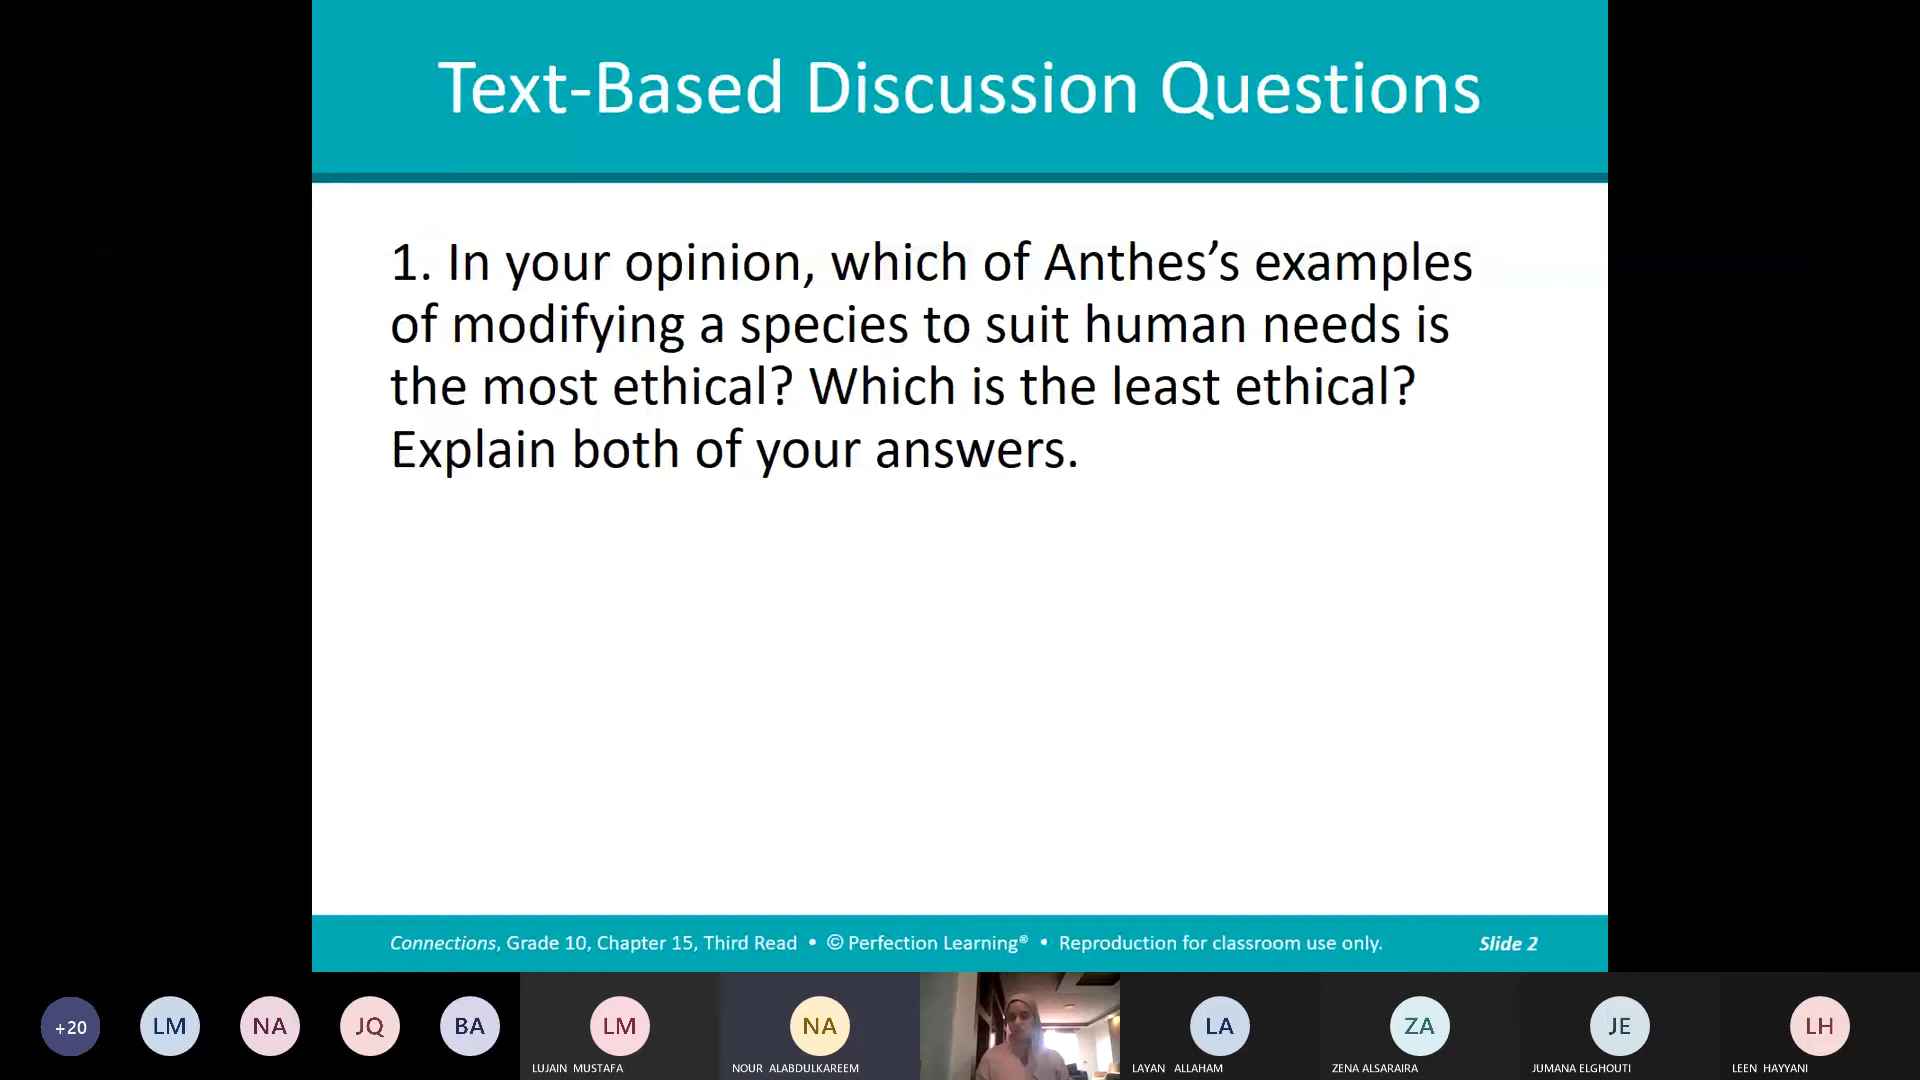 Text-Based Discussion Questions
1. In your opinion, which of Anthes’s examples
of modifying a species to suit human needs is
the most ethical? Which is the least ethical?
Explain both of your answers.
Connections, Grade 10, Chapter 15, Third Read • © Perfection Learning® • Reproduction for classroom use only. Slide 2
+20 LM NA JQ BA LM NA LA ZA JE LH
LUJAIN MUSTAFA NOUR ALABDULKAREEM LAYAN ALLAHAM ZENA ALSARAIRA JUMANA ELGHOUTI LEEN HAYYANI